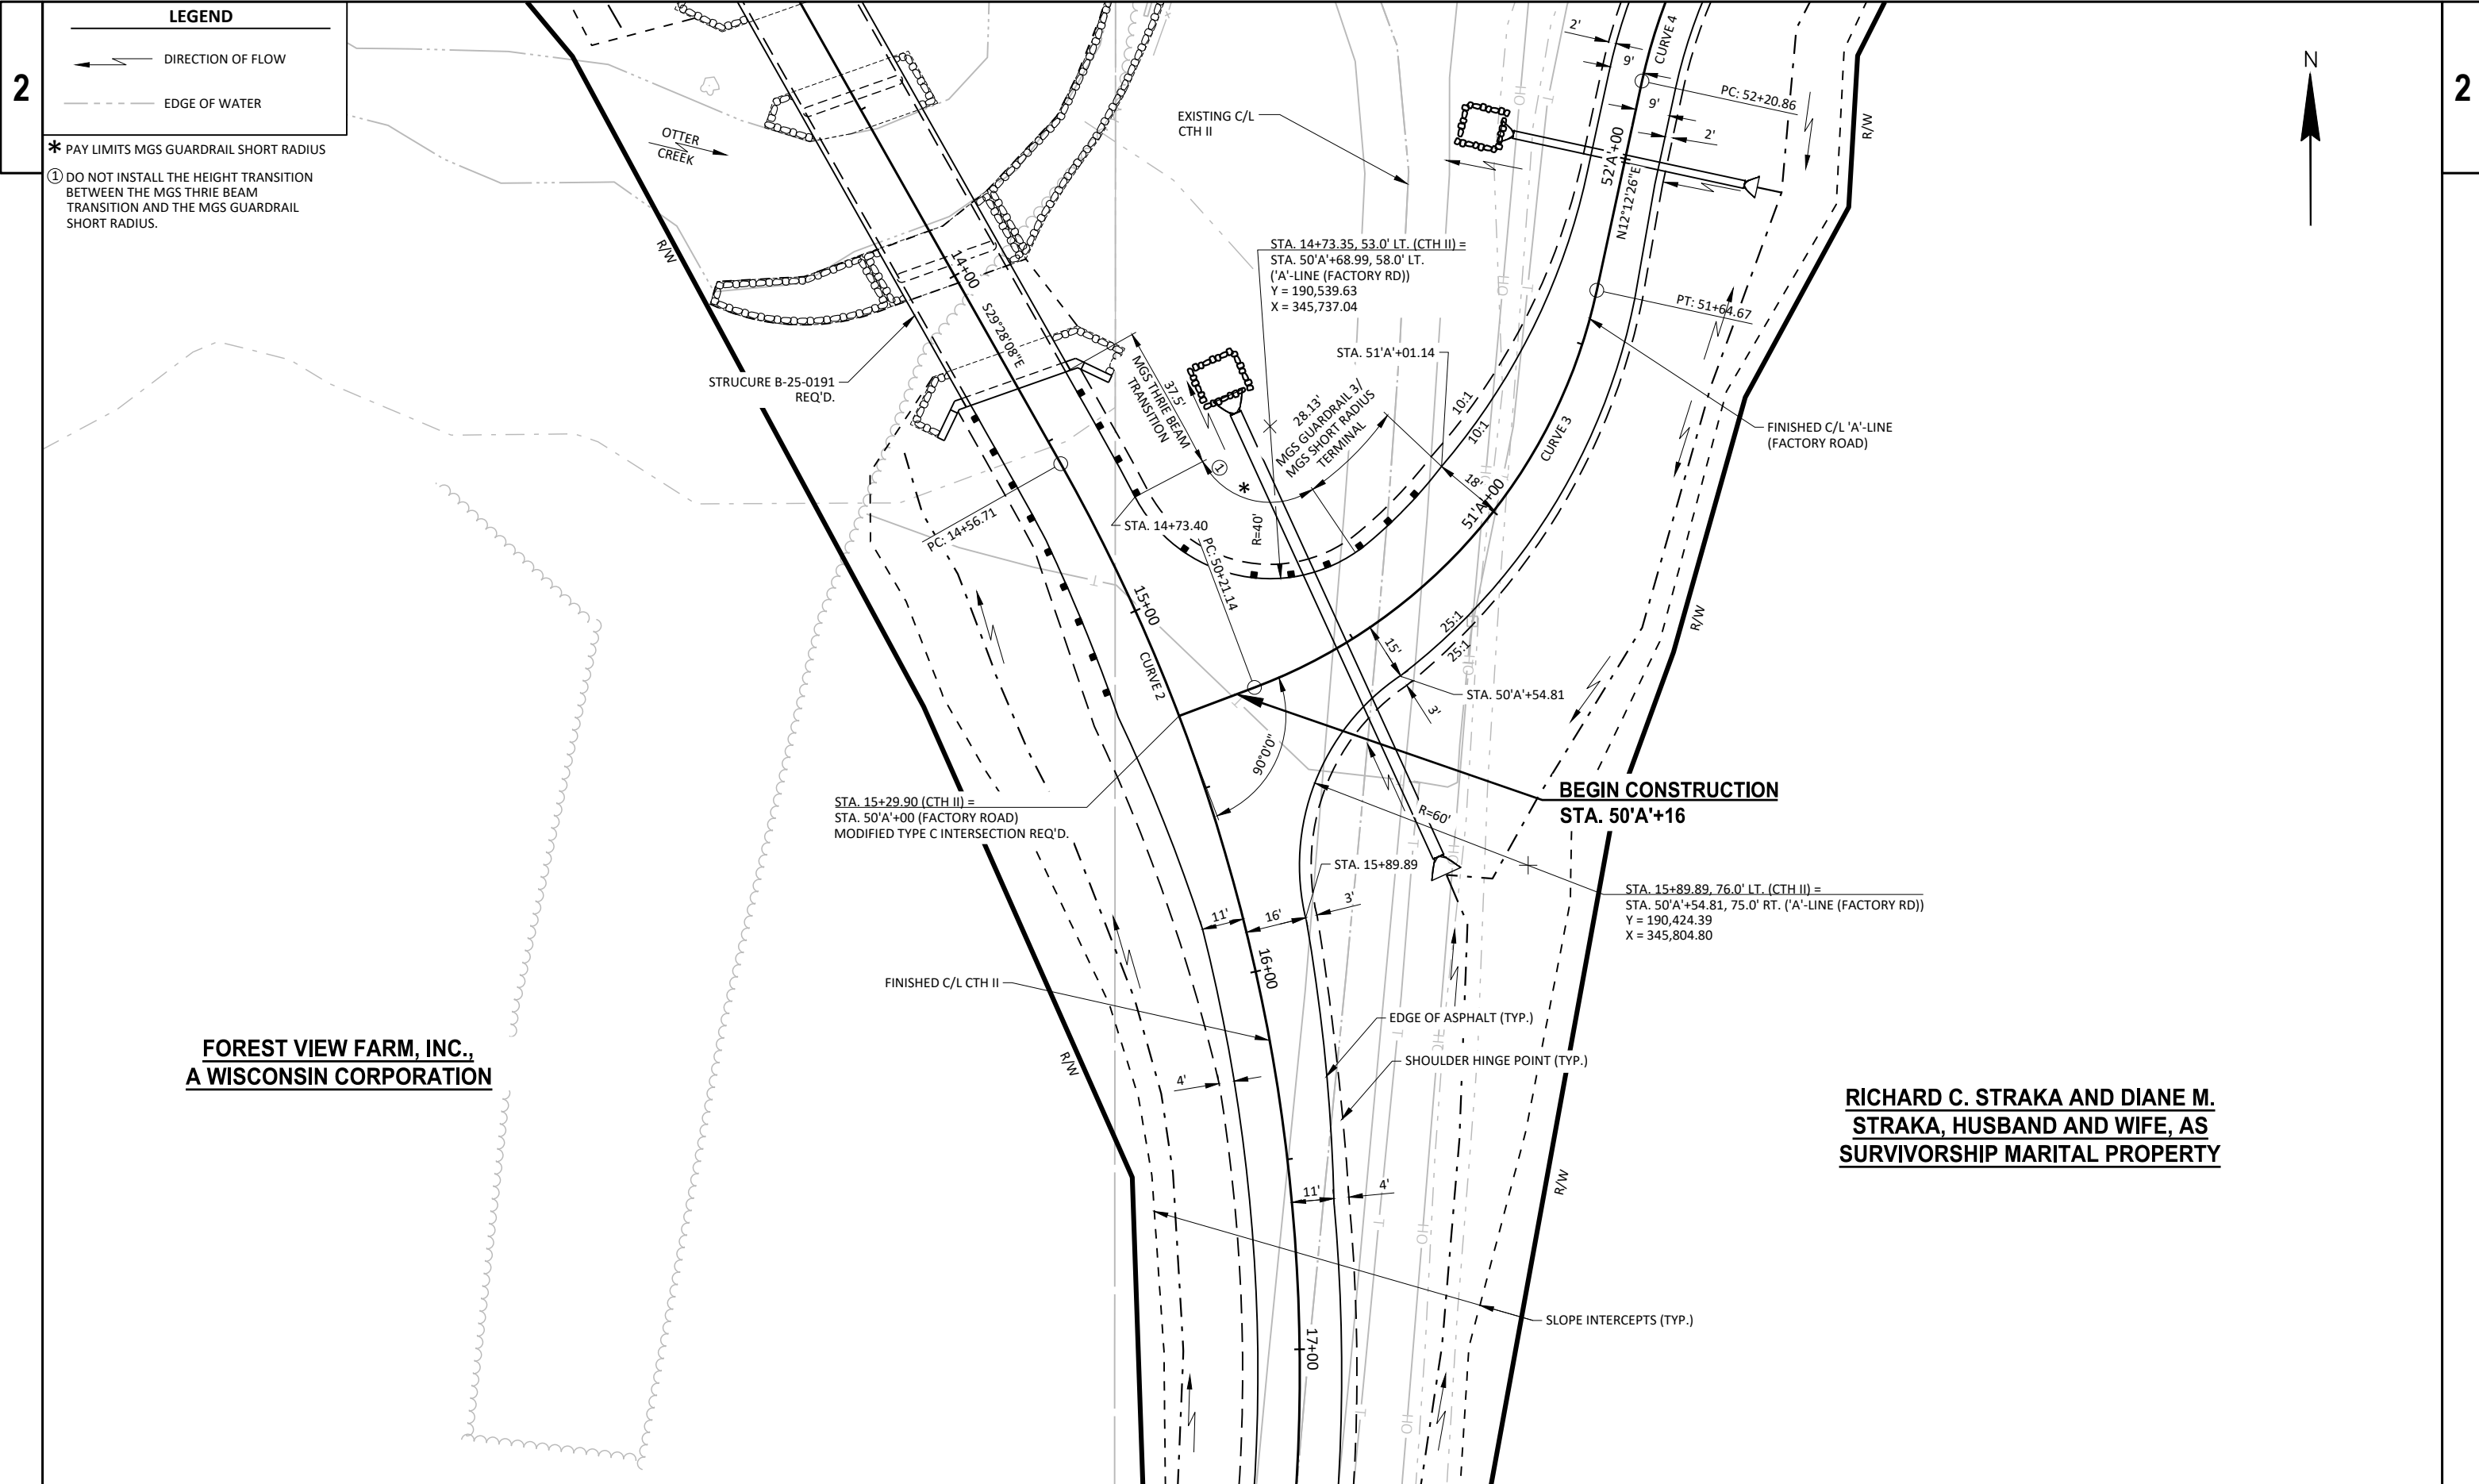 LEGEND
DIRECTION OF FLOW
EDGE OF WATER
2
2
* PAY LIMITS MGS GUARDRAIL SHORT RADIUS
① DO NOT INSTALL THE HEIGHT TRANSITION
BETWEEN THE MGS THRIE BEAM
TRANSITION AND THE MGS GUARDRAIL
SHORT RADIUS.
N
OTTER
CREEK
R/W
EXISTING C/L
CTH II
2'
9'
CURVE 4
PC: 52+20.86
9'
2'
R/W
52'A'+00
N12°12'26"E
HO
T
14+00
S29°28'08"E
STA. 14+73.35, 53.0' LT. (CTH II) =
STA. 50'A'+68.99, 58.0' LT.
('A'-LINE (FACTORY RD))
Y = 190,539.63
X = 345,737.04
HO
T
PT: 51+64.67
STA. 51'A'+01.14
STRUCURE B-25-0191
REQ'D.
37.5'
MGS THRIE BEAM
TRANSITION
28.13'
MGS GUARDRAIL 3/
MGS SHORT RADIUS
TERMINAL
①
*
10:1
10:1
CURVE 3
FINISHED C/L 'A'-LINE
(FACTORY ROAD)
18'
51'A'+00
PC: 14+56.71
STA. 14+73.40
R=40'
PC: 50+21.14
T
15+00
CURVE 2
25:1
25:1
15'
HO
R/W
STA. 50'A'+54.81
3'
90°0'0"
BEGIN CONSTRUCTION
STA. 50'A'+16
STA. 15+29.90 (CTH II) =
STA. 50'A'+00 (FACTORY ROAD)
MODIFIED TYPE C INTERSECTION REQ'D.
R=60'
STA. 15+89.89
HO
STA. 15+89.89, 76.0' LT. (CTH II) =
STA. 50'A'+54.81, 75.0' RT. ('A'-LINE (FACTORY RD))
Y = 190,424.39
X = 345,804.80
11'
16'
3'
16+00
FINISHED C/L CTH II
EDGE OF ASPHALT (TYP.)
SHOULDER HINGE POINT (TYP.)
HO
T
FOREST VIEW FARM, INC.,
A WISCONSIN CORPORATION
R/W
4'
RICHARD C. STRAKA AND DIANE M.
STRAKA, HUSBAND AND WIFE, AS
SURVIVORSHIP MARITAL PROPERTY
11'
4'
R/W
T
HO
SLOPE INTERCEPTS (TYP.)
17+00
T
HO